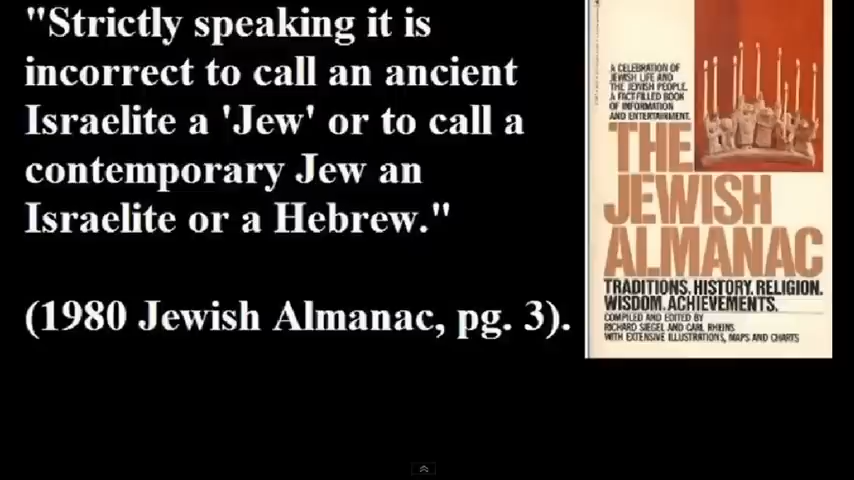 "Strictly speaking it is
incorrect to call an ancient
Israelite a 'Jew' or to call a
contemporary Jew an
Israelite or a Hebrew."
(1980 Jewish Almanac, pg. 3).
A CELEBRATION OF
JEWISH LIFE AND
THE JEWISH PEOPLE.
A FACT-FILLED BOOK
OF INFORMATION
AND ENTERTAINMENT.
THE
JEWISH
ALMANAC
TRADITIONS. HISTORY. RELIGION.
WISDOM. ACHIEVEMENTS.
COMPILED AND EDITED BY
RICHARD SIEGEL AND CARL RHEINS
WITH EXTENSIVE ILLUSTRATIONS, MAPS AND CHARTS